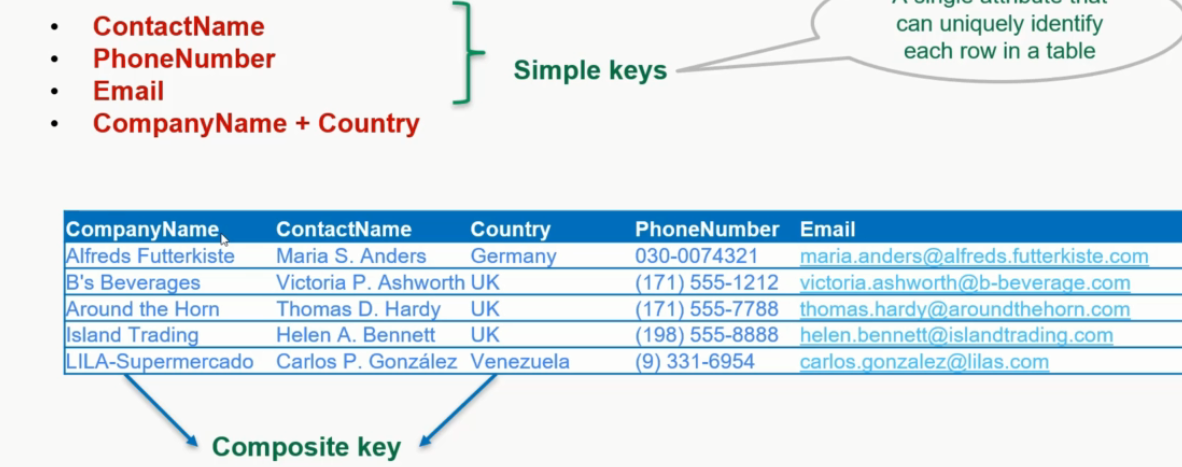 • ContactName
• PhoneNumber
• Email
• CompanyName + Country
Simple keys
A single attribute that
can uniquely identify
each row in a table
CompanyName ContactName Country PhoneNumber Email
Alfreds Futterkiste Maria S. Anders Germany 030-0074321 maria.anders@alfreds.futterkiste.com
B's Beverages Victoria P. Ashworth UK (171) 555-1212 victoria.ashworth@b-beverage.com
Around the Horn Thomas D. Hardy UK (171) 555-7788 thomas.hardy@aroundthehorn.com
Island Trading Helen A. Bennett UK (198) 555-8888 helen.bennett@islandtrading.com
LILA-Supermercado Carlos P. González Venezuela (9) 331-6954 carlos.gonzalez@lilas.com
Composite key